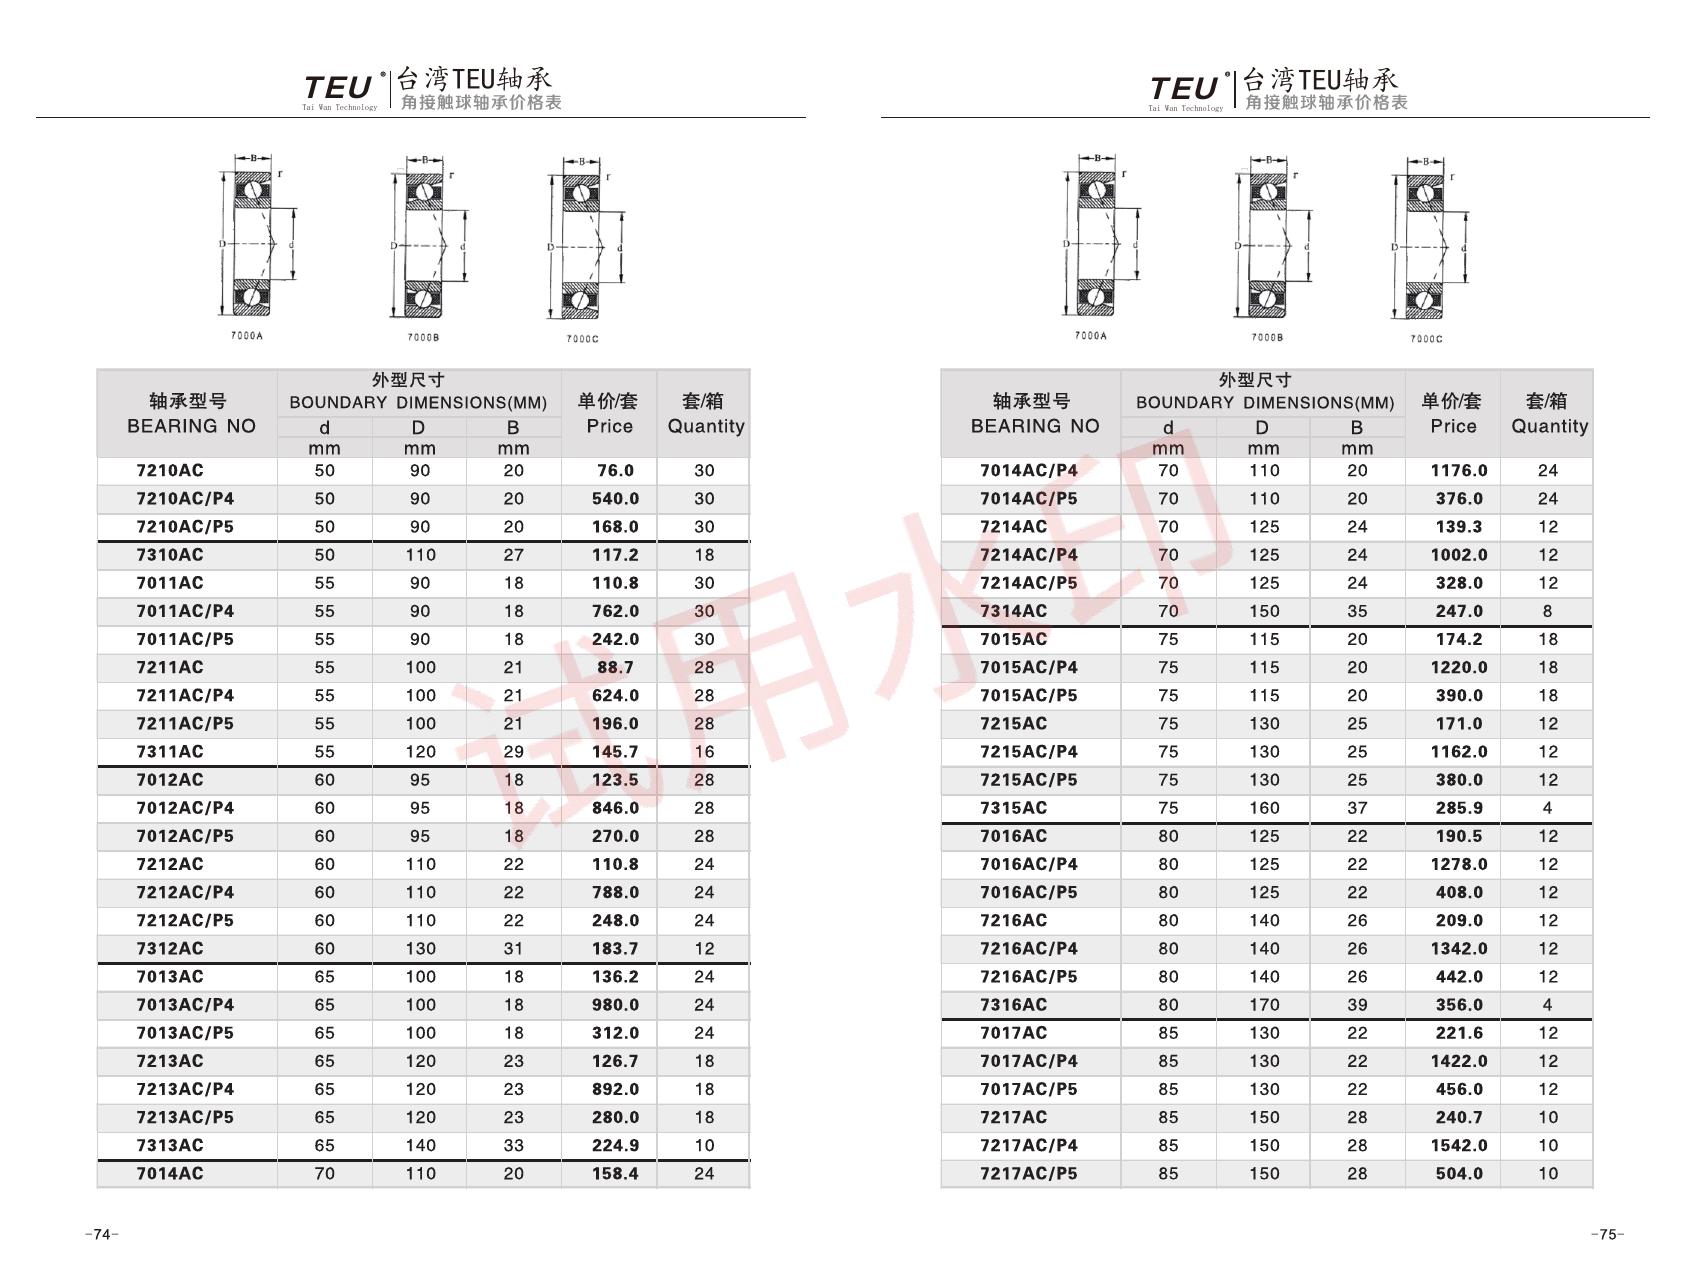 TEU ® 台湾TEU轴承
Tai Wan Technology 角接触球轴承价格表
B r D d 7000A
B r D d 7000B
B r D d 7000C
外型尺寸
轴承型号 BOUNDARY DIMENSIONS(MM) 单价/套 套/箱
BEARING NO d D B Price Quantity
mm mm mm
7210AC 50 90 20 76.0 30
7210AC/P4 50 90 20 540.0 30
7210AC/P5 50 90 20 168.0 30
7310AC 50 110 27 117.2 18
7011AC 55 90 18 110.8 30
7011AC/P4 55 90 18 762.0 30
7011AC/P5 55 90 18 242.0 30
7211AC 55 100 21 88.7 28
7211AC/P4 55 100 21 624.0 28
7211AC/P5 55 100 21 196.0 28
7311AC 55 120 29 145.7 16
7012AC 60 95 18 123.5 28
7012AC/P4 60 95 18 846.0 28
7012AC/P5 60 95 18 270.0 28
7212AC 60 110 22 110.8 24
7212AC/P4 60 110 22 788.0 24
7212AC/P5 60 110 22 248.0 24
7312AC 60 130 31 183.7 12
7013AC 65 100 18 136.2 24
7013AC/P4 65 100 18 980.0 24
7013AC/P5 65 100 18 312.0 24
7213AC 65 120 23 126.7 18
7213AC/P4 65 120 23 892.0 18
7213AC/P5 65 120 23 280.0 18
7313AC 65 140 33 224.9 10
7014AC 70 110 20 158.4 24
-74-
TEU ® 台湾TEU轴承
Tai Wan Technology 角接触球轴承价格表
B r D d 7000A
B r D d 7000B
B r D d 7000C
外型尺寸
轴承型号 BOUNDARY DIMENSIONS(MM) 单价/套 套/箱
BEARING NO d D B Price Quantity
mm mm mm
7014AC/P4 70 110 20 1176.0 24
7014AC/P5 70 110 20 376.0 24
7214AC 70 125 24 139.3 12
7214AC/P4 70 125 24 1002.0 12
7214AC/P5 70 125 24 328.0 12
7314AC 70 150 35 247.0 8
7015AC 75 115 20 174.2 18
7015AC/P4 75 115 20 1220.0 18
7015AC/P5 75 115 20 390.0 18
7215AC 75 130 25 171.0 12
7215AC/P4 75 130 25 1162.0 12
7215AC/P5 75 130 25 380.0 12
7315AC 75 160 37 285.9 4
7016AC 80 125 22 190.5 12
7016AC/P4 80 125 22 1278.0 12
7016AC/P5 80 125 22 408.0 12
7216AC 80 140 26 209.0 12
7216AC/P4 80 140 26 1342.0 12
7216AC/P5 80 140 26 442.0 12
7316AC 80 170 39 356.0 4
7017AC 85 130 22 221.6 12
7017AC/P4 85 130 22 1422.0 12
7017AC/P5 85 130 22 456.0 12
7217AC 85 150 28 240.7 10
7217AC/P4 85 150 28 1542.0 10
7217AC/P5 85 150 28 504.0 10
-75-
试用水印